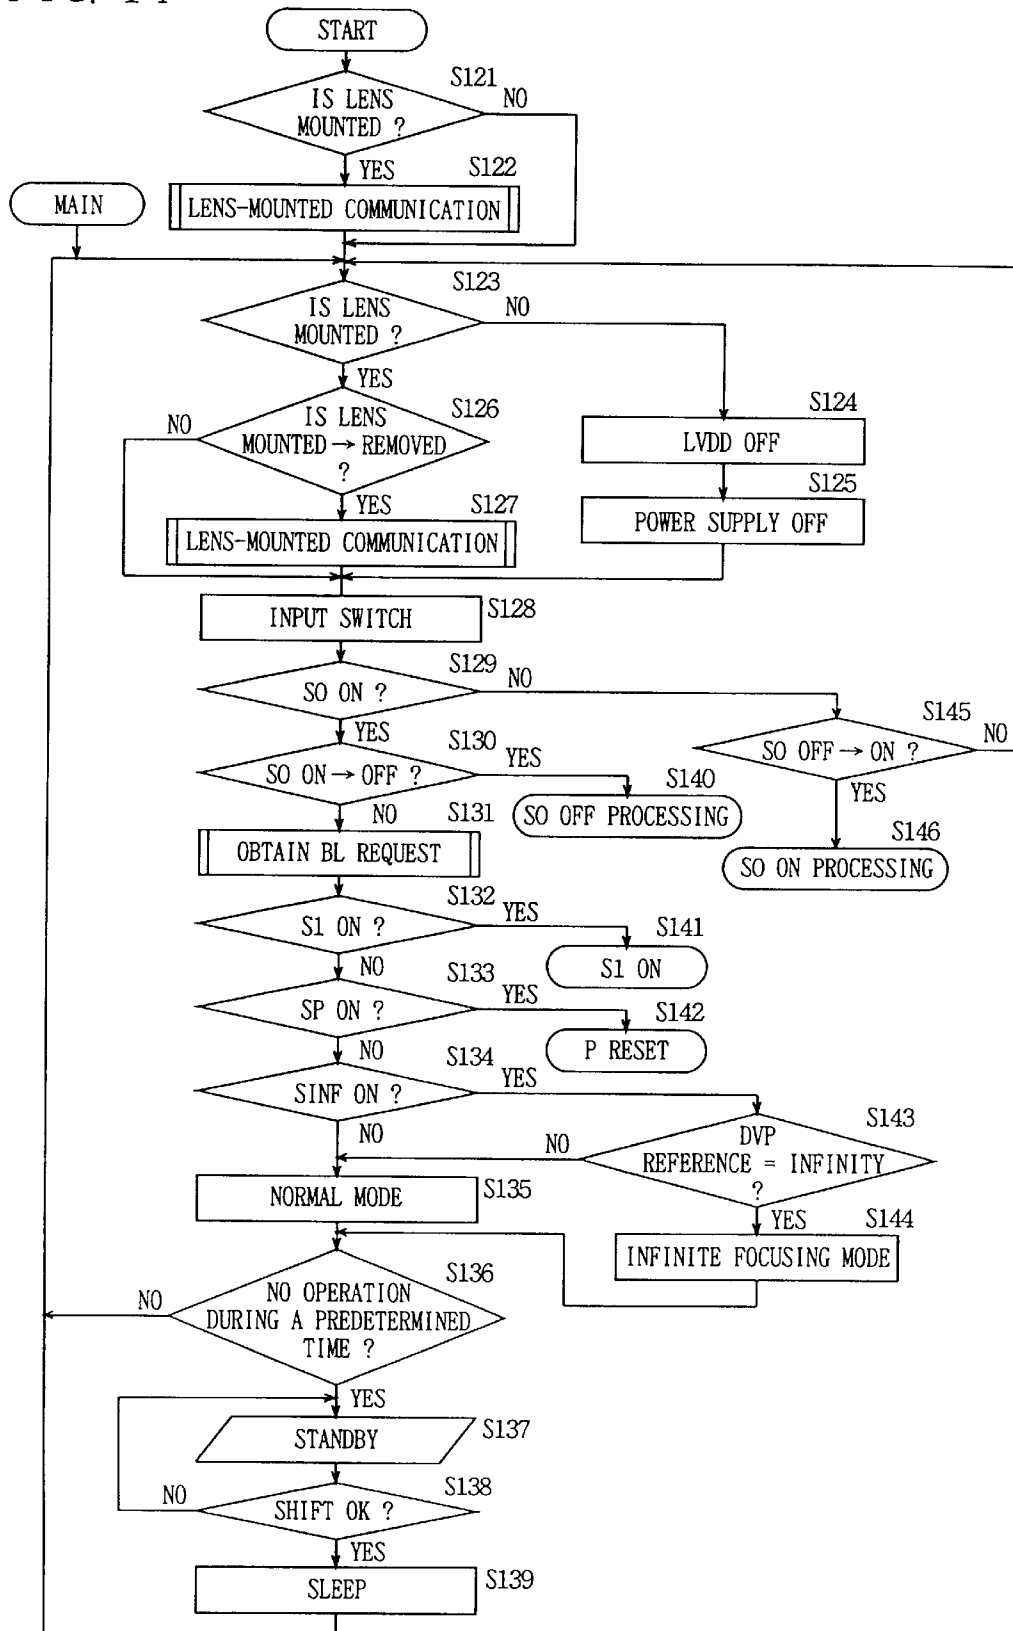 START
S121
IS LENS
MOUNTED ?
NO
YES
S122
LENS-MOUNTED COMMUNICATION
MAIN
S123
IS LENS
MOUNTED ?
NO
YES
S126
IS LENS
MOUNTED → REMOVED
?
NO
YES
S124
LVDD OFF
S125
POWER SUPPLY OFF
S127
LENS-MOUNTED COMMUNICATION
INPUT SWITCH
S128
S129
SO ON ?
NO
YES
S130
SO ON → OFF ?
YES
NO
S140
SO OFF PROCESSING
S145
SO OFF → ON ?
NO
YES
S146
SO ON PROCESSING
S131
OBTAIN BL REQUEST
S132
S1 ON ?
YES
NO
S141
S1 ON
S133
SP ON ?
YES
NO
S142
P RESET
S134
SINF ON ?
YES
NO
S143
DVP
REFERENCE = INFINITY
?
NO
YES
S135
NORMAL MODE
S144
INFINITE FOCUSING MODE
S136
NO OPERATION
DURING A PREDETERMINED
TIME ?
NO
YES
STANDBY
S137
S138
SHIFT OK ?
NO
YES
SLEEP
S139